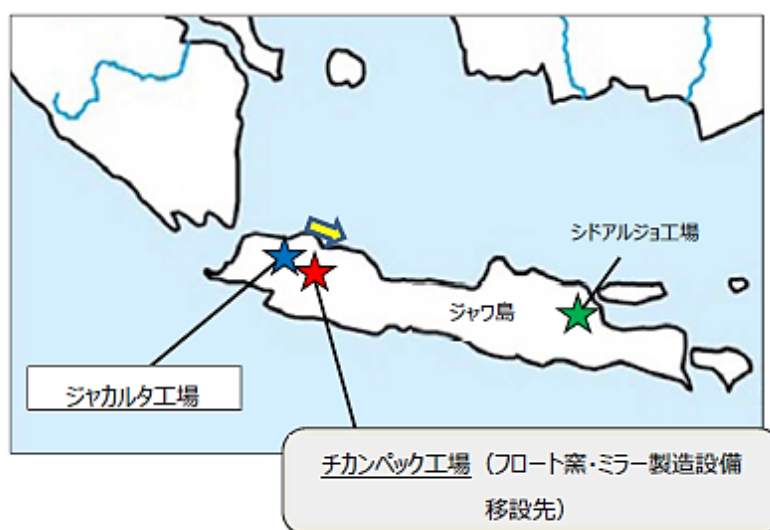 シドアルジョ工場
ジャワ島
ジャカルタ工場
チカンペック工場（フロート窯・ミラー製造設備
移設先）